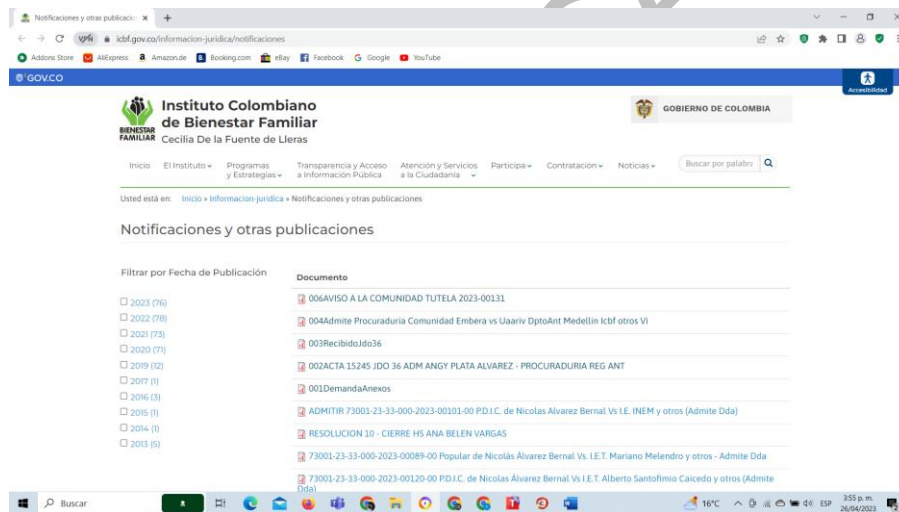 Notificaciones y otras publicacio
icbf.gov.co/informacion-juridica/notificaciones
VPN
Addons Store
AliExpress
Amazon.de
Booking.com
eBay
Facebook
Google
YouTube
GOV.CO
Accesibilidad
BIENESTAR
FAMILIAR
Instituto Colombiano
de Bienestar Familiar
Cecilia De la Fuente de Lleras
GOBIERNO DE COLOMBIA
Inicio
El Instituto
Programas
y Estrategias
Transparencia y Acceso
a Información Pública
Atención y Servicios
a la Ciudadania
Participa
Contratación
Noticias
Buscar por palabra
Usted está en: Inicio » Informacion-juridica » Notificaciones y otras publicaciones
Notificaciones y otras publicaciones
Filtrar por Fecha de Publicación
2023 (76)
2022 (78)
2021 (73)
2020 (71)
2019 (12)
2017 (1)
2016 (3)
2015 (1)
2014 (1)
2013 (5)
Documento
006AVISO A LA COMUNIDAD TUTELA 2023-00131
004Admite Procuraduria Comunidad Embera vs Uaariv DptoAnt Medellin Icbf otros Vi
003RecibidoJdo36
002ACTA 15245 JDO 36 ADM ANGY PLATA ALVAREZ - PROCURADURIA REG ANT
001DemandaAnexos
ADMITIR 73001-23-33-000-2023-00101-00 P.D.I.C. de Nicolas Alvarez Bernal Vs I.E. INEM y otros (Admite Dda)
RESOLUCION 10 - CIERRE HS ANA BELEN VARGAS
73001-23-33-000-2023-00089-00 Popular de Nicolás Álvarez Bernal Vs. I.E.T. Mariano Melendro y otros - Admite Dda
73001-23-33-000-2023-00120-00 P.D.I.C. de Nicolas Álvarez Bernal Vs I.E.T. Alberto Santofimio Caicedo y otros (Admite
Dda)
Buscar
16°C
ESP
3:55 p. m.
26/04/2023